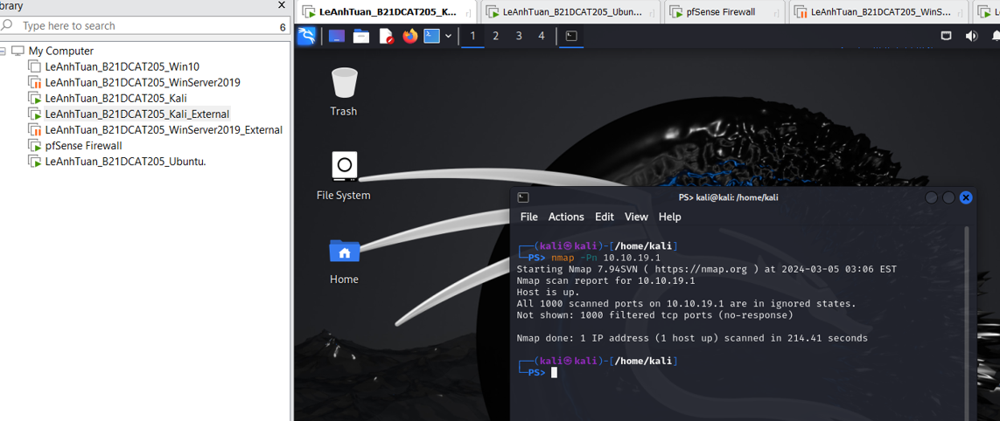 brary X
Type here to search 6
My Computer
LeAnhTuan_B21DCAT205_Win10
LeAnhTuan_B21DCAT205_WinServer2019
LeAnhTuan_B21DCAT205_Kali
LeAnhTuan_B21DCAT205_Kali_External
LeAnhTuan_B21DCAT205_WinServer2019_External
pfSense Firewall
LeAnhTuan_B21DCAT205_Ubuntu.
LeAnhTuan_B21DCAT205_K...
LeAnhTuan_B21DCAT205_Ubun...
pfSense Firewall
LeAnhTuan_B21DCAT205_WinS...
L
1 2 3 4
Trash
File System
Home
PS> kali@kali: /home/kali
File Actions Edit View Help
┌──(kali㉿kali)-[/home/kali]
└─PS> nmap -Pn 10.10.19.1
Starting Nmap 7.94SVN ( https://nmap.org ) at 2024-03-05 03:06 EST
Nmap scan report for 10.10.19.1
Host is up.
All 1000 scanned ports on 10.10.19.1 are in ignored states.
Not shown: 1000 filtered tcp ports (no-response)
Nmap done: 1 IP address (1 host up) scanned in 214.41 seconds
┌──(kali㉿kali)-[/home/kali]
└─PS>